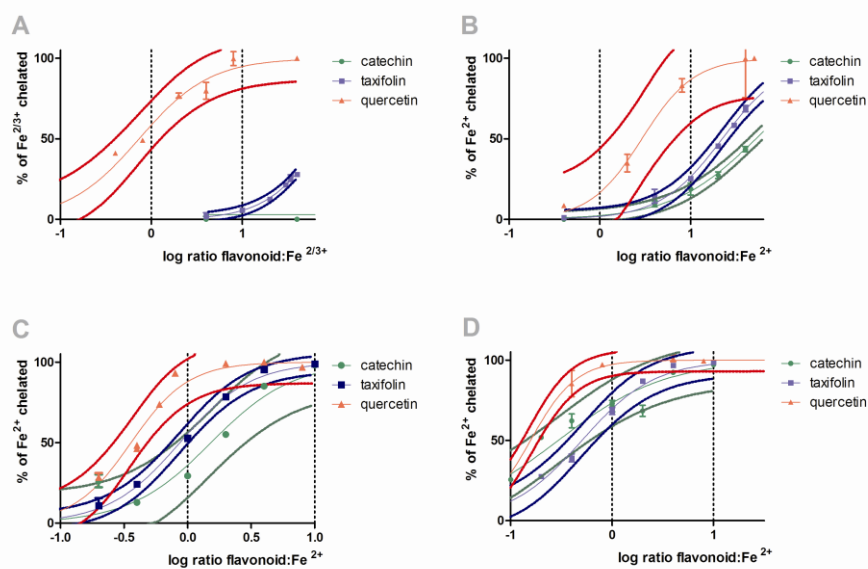 A
% of Fe2/3+ chelated
100
50
0
-1
0
1
log ratio flavonoid:Fe 2/3+
catechin
taxifolin
quercetin
B
% of Fe2+ chelated
100
50
0
-1
0
1
log ratio flavonoid:Fe 2+
catechin
taxifolin
quercetin
C
% of Fe2+ chelated
100
50
0
-1.0
-0.5
0.0
0.5
1.0
log ratio flavonoid:Fe 2+
catechin
taxifolin
quercetin
D
% of Fe2+ chelated
100
50
0
-1
0
1
log ratio flavonoid:Fe 2+
catechin
taxifolin
quercetin